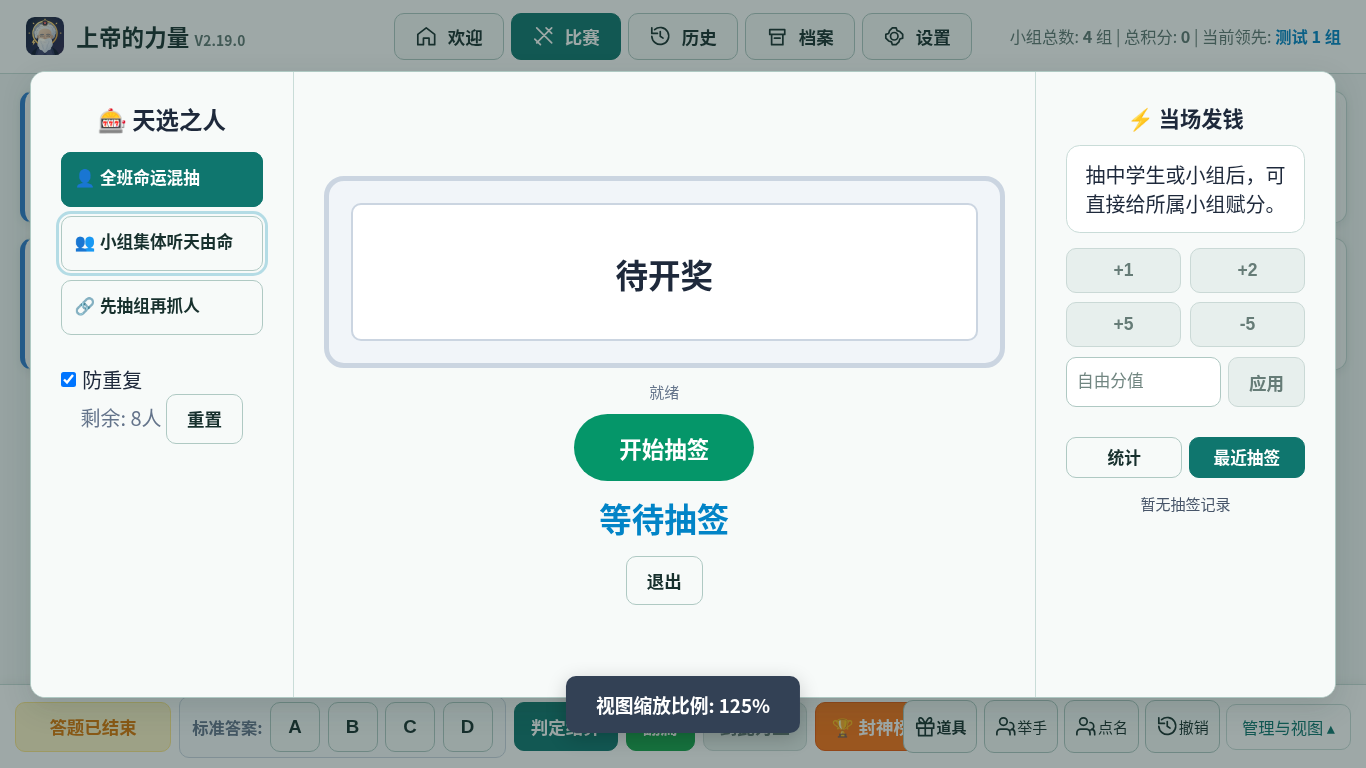 上帝的力量 V2.19.0
欢迎
比赛
历史
档案
设置
小组总数: 4 组 | 总积分: 0 | 当前领先: 测试 1 组
🎰 天选之人
👤 全班命运混抽
👥 小组集体听天由命
🔗 先抽组再抓人
防重复
剩余: 8人
重置
待开奖
就绪
开始抽签
等待抽签
退出
⚡ 当场发钱
抽中学生或小组后，可
直接给所属小组赋分。
+1
+2
+5
-5
自由分值
应用
统计
最近抽签
暂无抽签记录
视图缩放比例: 125%
答题已结束
标准答案:
A
B
C
D
判定
🏆 封神榜
道具
举手
点名
撤销
管理与视图▴